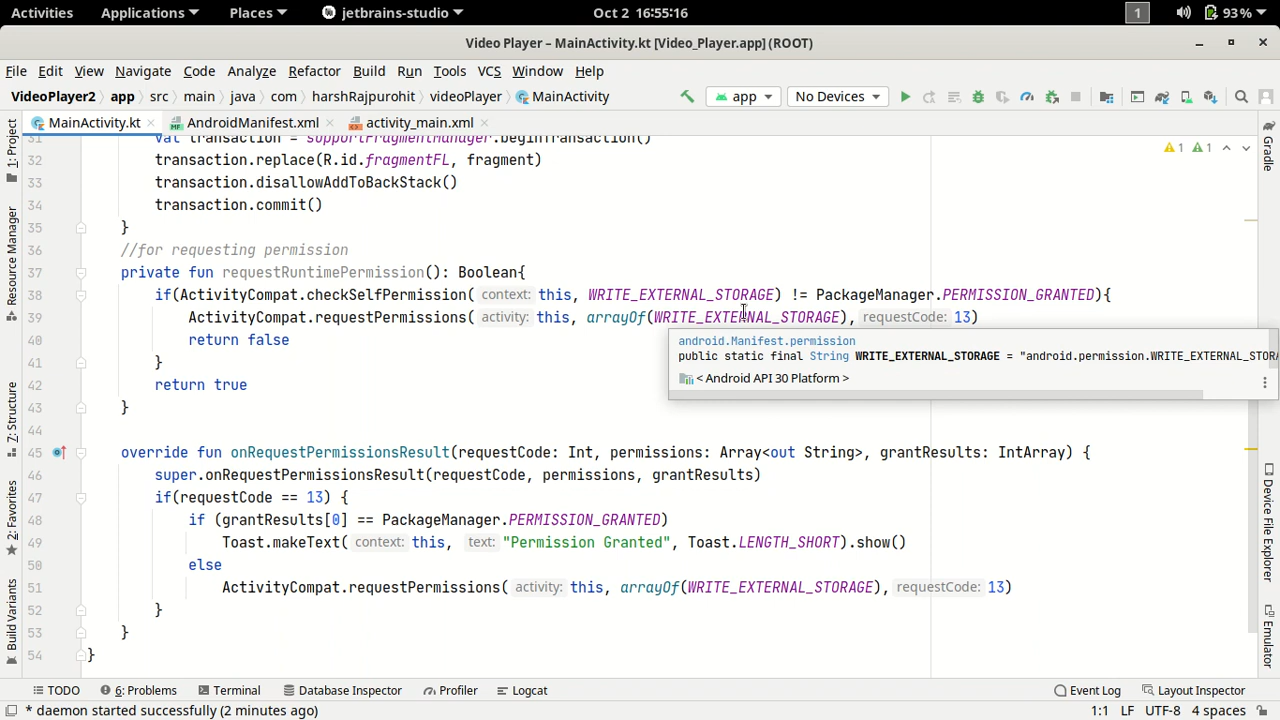 Activities Applications Places jetbrains-studio Oct 2 16:55:16 1 93%
Video Player – MainActivity.kt [Video_Player.app] (ROOT)
File Edit View Navigate Code Analyze Refactor Build Run Tools VCS Window Help
VideoPlayer2 app src main java com harshRajpurohit videoPlayer MainActivity app No Devices
MainActivity.kt AndroidManifest.xml activity_main.xml
31 val transaction = supportFragmentManager.beginTransaction()
32 transaction.replace(R.id.fragmentFL, fragment)
33 transaction.disallowAddToBackStack()
34 transaction.commit()
35 }
36 //for requesting permission
37 private fun requestRuntimePermission(): Boolean{
38 if(ActivityCompat.checkSelfPermission( context: this, WRITE_EXTERNAL_STORAGE) != PackageManager.PERMISSION_GRANTED){
39 ActivityCompat.requestPermissions( activity: this, arrayOf(WRITE_EXTERNAL_STORAGE), requestCode: 13)
40 return false
41 }
42 return true
43 }
44
45 override fun onRequestPermissionsResult(requestCode: Int, permissions: Array<out String>, grantResults: IntArray) {
46 super.onRequestPermissionsResult(requestCode, permissions, grantResults)
47 if(requestCode == 13) {
48 if (grantResults[0] == PackageManager.PERMISSION_GRANTED)
49 Toast.makeText( context: this, text: "Permission Granted", Toast.LENGTH_SHORT).show()
50 else
51 ActivityCompat.requestPermissions( activity: this, arrayOf(WRITE_EXTERNAL_STORAGE), requestCode: 13)
52 }
53 }
54 }
android.Manifest.permission
public static final String WRITE_EXTERNAL_STORAGE = "android.permission.WRITE_EXTERNAL_STORA
< Android API 30 Platform >
1 1
1: Project
Resource Manager
7: Structure
2: Favorites
Build Variants
Gradle
Device File Explorer
Emulator
TODO 6: Problems Terminal Database Inspector Profiler Logcat Event Log Layout Inspector
* daemon started successfully (2 minutes ago) 1:1 LF UTF-8 4 spaces